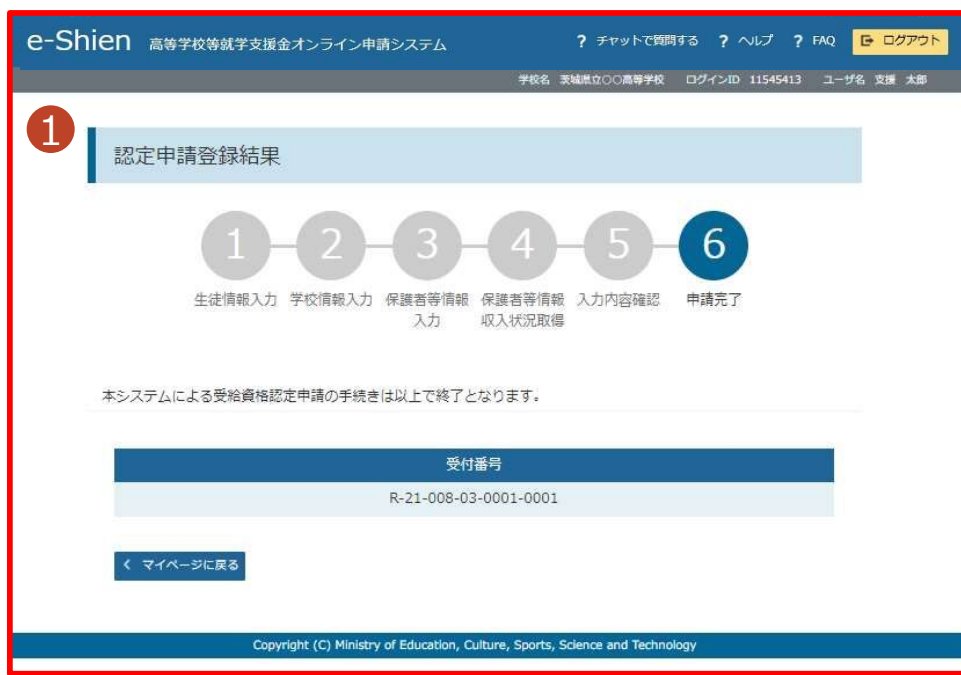 e-Shien 高等学校等就学支援金オンライン申請システム ? チャットで質問する ? ヘルプ ? FAQ ログアウト
学校名 茨城県立○○高等学校 ログインID 11545413 ユーザ名 支援 太郎
1
認定申請登録結果
1 2 3 4 5 6
生徒情報入力 学校情報入力 保護者等情報 保護者等情報 入力内容確認 申請完了
入力 収入状況取得
本システムによる受給資格認定申請の手続きは以上で終了となります。
受付番号
R-21-008-03-0001-0001
マイページに戻る
Copyright (C) Ministry of Education, Culture, Sports, Science and Technology